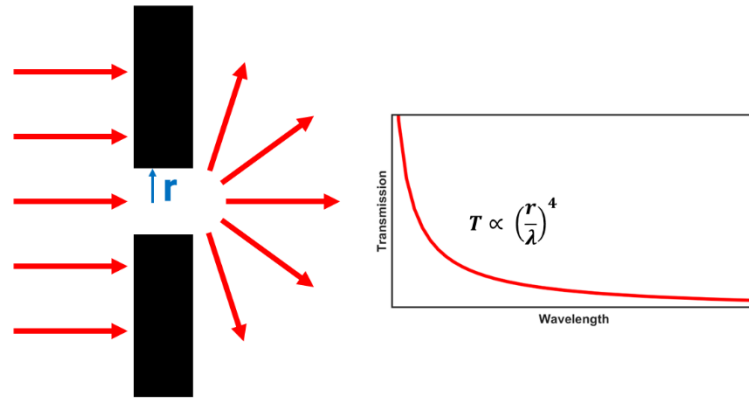 r
Transmission
T ∝ (r/λ)^4
Wavelength